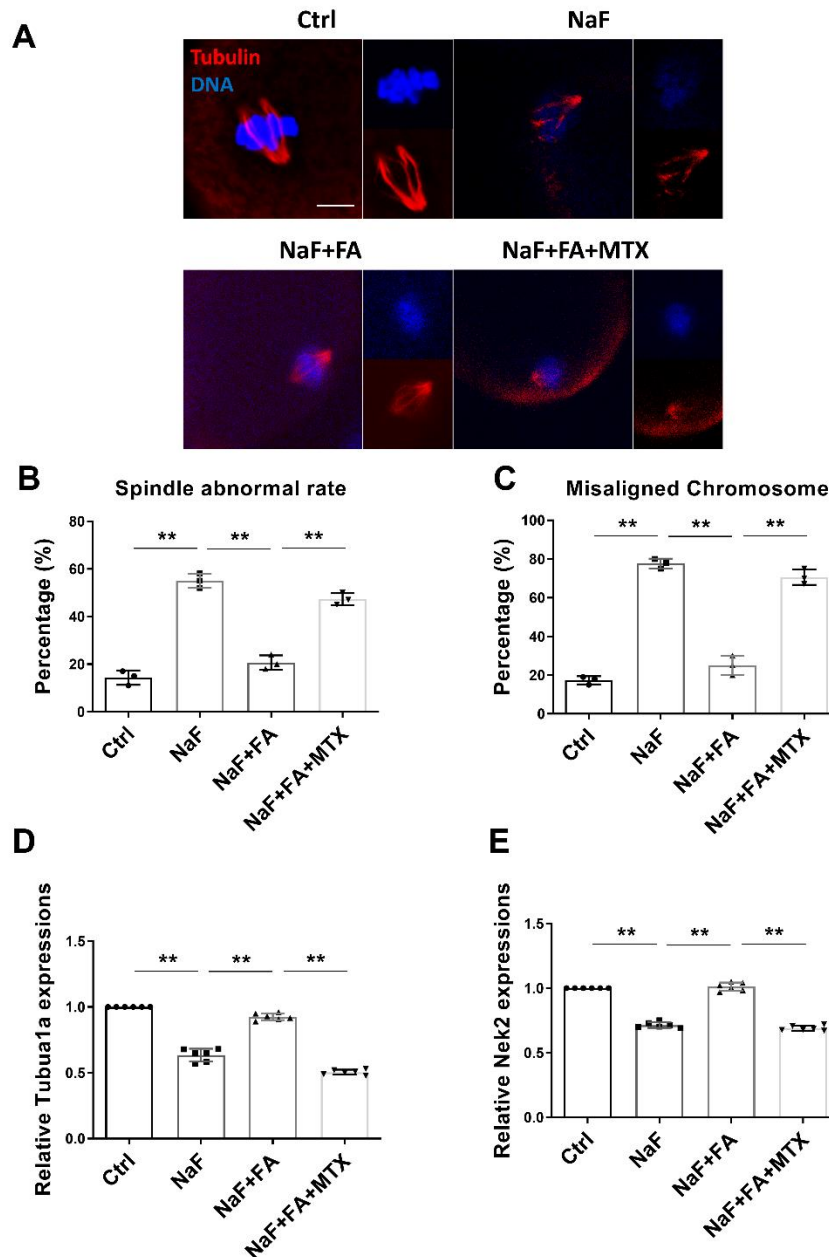 A
Ctrl
NaF
Tubulin
DNA
NaF+FA
NaF+FA+MTX
B
Spindle abnormal rate
Percentage (%)
80
60
40
20
0
**
**
**
Ctrl
NaF
NaF+FA
NaF+FA+MTX
C
Misaligned Chromosome
Percentage (%)
100
80
60
40
20
0
**
**
**
Ctrl
NaF
NaF+FA
NaF+FA+MTX
D
Relative Tubua1a expressions
1.5
1.0
0.5
0.0
**
**
**
Ctrl
NaF
NaF+FA
NaF+FA+MTX
E
Relative Nek2 expressions
1.5
1.0
0.5
0.0
**
**
**
Ctrl
NaF
NaF+FA
NaF+FA+MTX